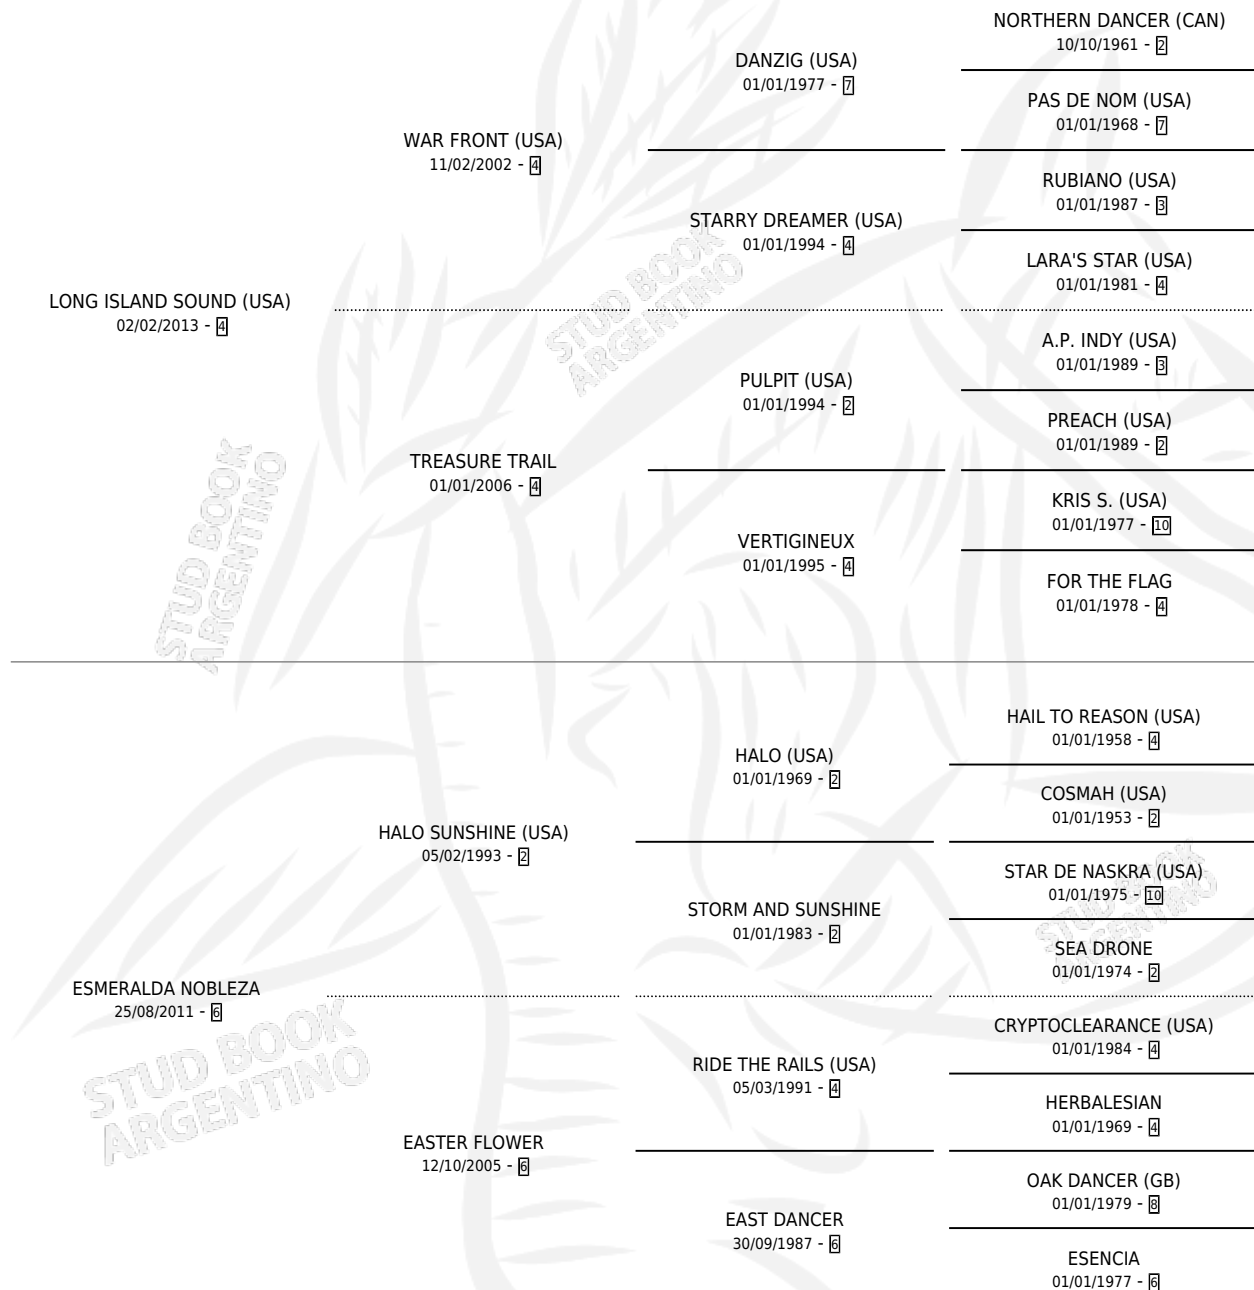 NORTHERN DANCER (CAN)
10/10/1961 - 2
DANZIG (USA)
01/01/1977 - 7
PAS DE NOM (USA)
01/01/1968 - 7
WAR FRONT (USA)
11/02/2002 - 4
RUBIANO (USA)
01/01/1987 - 3
STARRY DREAMER (USA)
01/01/1994 - 4
LARA'S STAR (USA)
01/01/1981 - 4
LONG ISLAND SOUND (USA)
02/02/2013 - 4
A.P. INDY (USA)
01/01/1989 - 3
PULPIT (USA)
01/01/1994 - 2
PREACH (USA)
01/01/1989 - 2
TREASURE TRAIL
01/01/2006 - 4
KRIS S. (USA)
01/01/1977 - 10
VERTIGINEUX
01/01/1995 - 4
FOR THE FLAG
01/01/1978 - 4
HAIL TO REASON (USA)
01/01/1958 - 4
HALO (USA)
01/01/1969 - 2
COSMAH (USA)
01/01/1953 - 2
HALO SUNSHINE (USA)
05/02/1993 - 2
STAR DE NASKRA (USA)
01/01/1975 - 10
STORM AND SUNSHINE
01/01/1983 - 2
SEA DRONE
01/01/1974 - 2
ESMERALDA NOBLEZA
25/08/2011 - 6
CRYPTOCLEARANCE (USA)
01/01/1984 - 4
RIDE THE RAILS (USA)
05/03/1991 - 4
HERBALESIAN
01/01/1969 - 4
EASTER FLOWER
12/10/2005 - 6
OAK DANCER (GB)
01/01/1979 - 8
EAST DANCER
30/09/1987 - 6
ESENCIA
01/01/1977 - 6
STUD BOOK
ARGENTINO
STUD BOOK
ARGENTINO
STUD BOOK
ARGENTINO
STUD BOOK
ARGENTINO